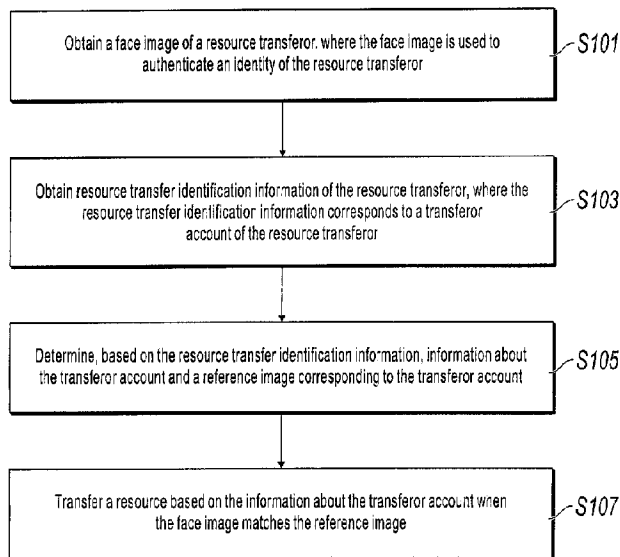 Obtain a face image of a resource transferor, where the face image is used to
authenticate an identity of the resource transferor
S101
Obtain resource transfer identification information of the resource transferor, where the
resource transfer identification information corresponds to a transferor
account of the resource transferor
S103
Determine, based on the resource transfer identification information, information about
the transferor account and a reference image corresponding to the transferor account
S105
Transfer a resource based on the information about the transferor account when
the face image matches the reference image
S107